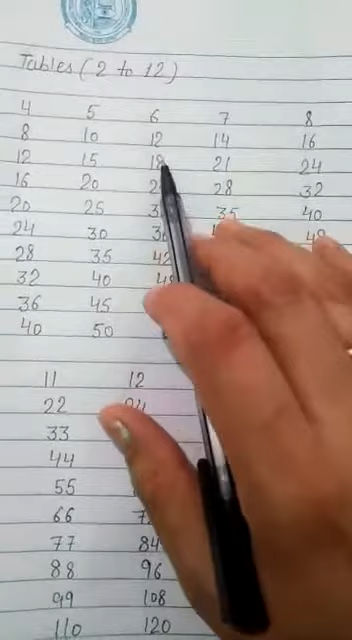 Tables (2 to 12)
4 5 6 7 8
8 10 12 14 16
12 15 18 21 24
16 20 28 32
20 25 35 40
24 30
28 35 42
32 40
36 45
40 50
11 12
22
33
44
55
66
77 84
88 96
99 108
110 120